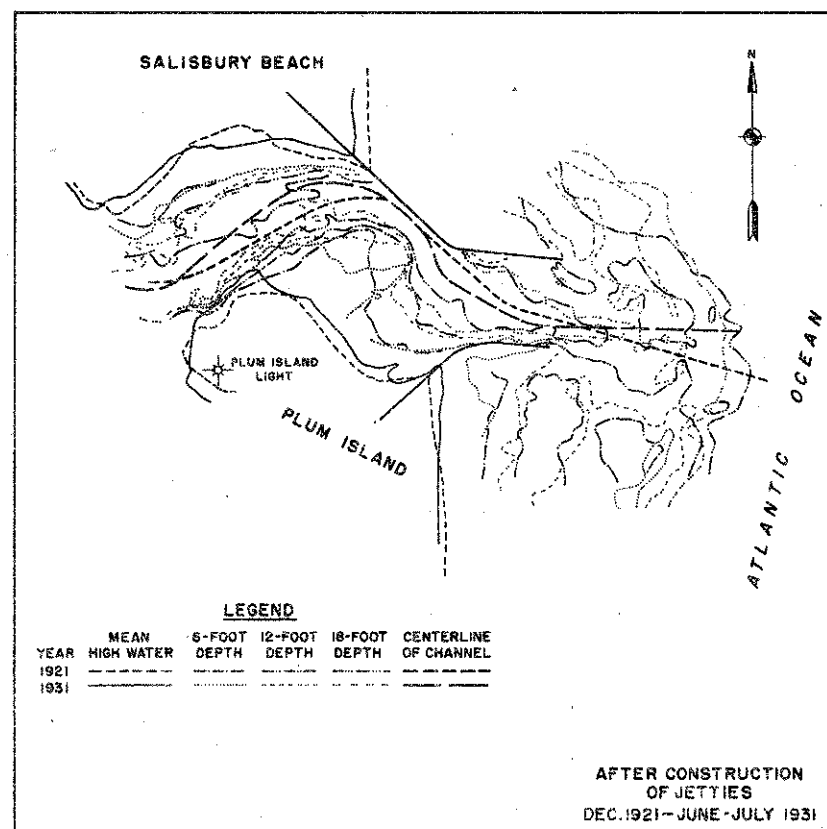 SALISBURY BEACH
N
PLUM ISLAND
LIGHT
PLUM ISLAND
ATLANTIC OCEAN
LEGEND
YEAR MEAN HIGH WATER 6-FOOT DEPTH 12-FOOT DEPTH 18-FOOT DEPTH CENTERLINE OF CHANNEL
1921
1931
AFTER CONSTRUCTION
OF JETTIES
DEC.1921-JUNE-JULY 1931